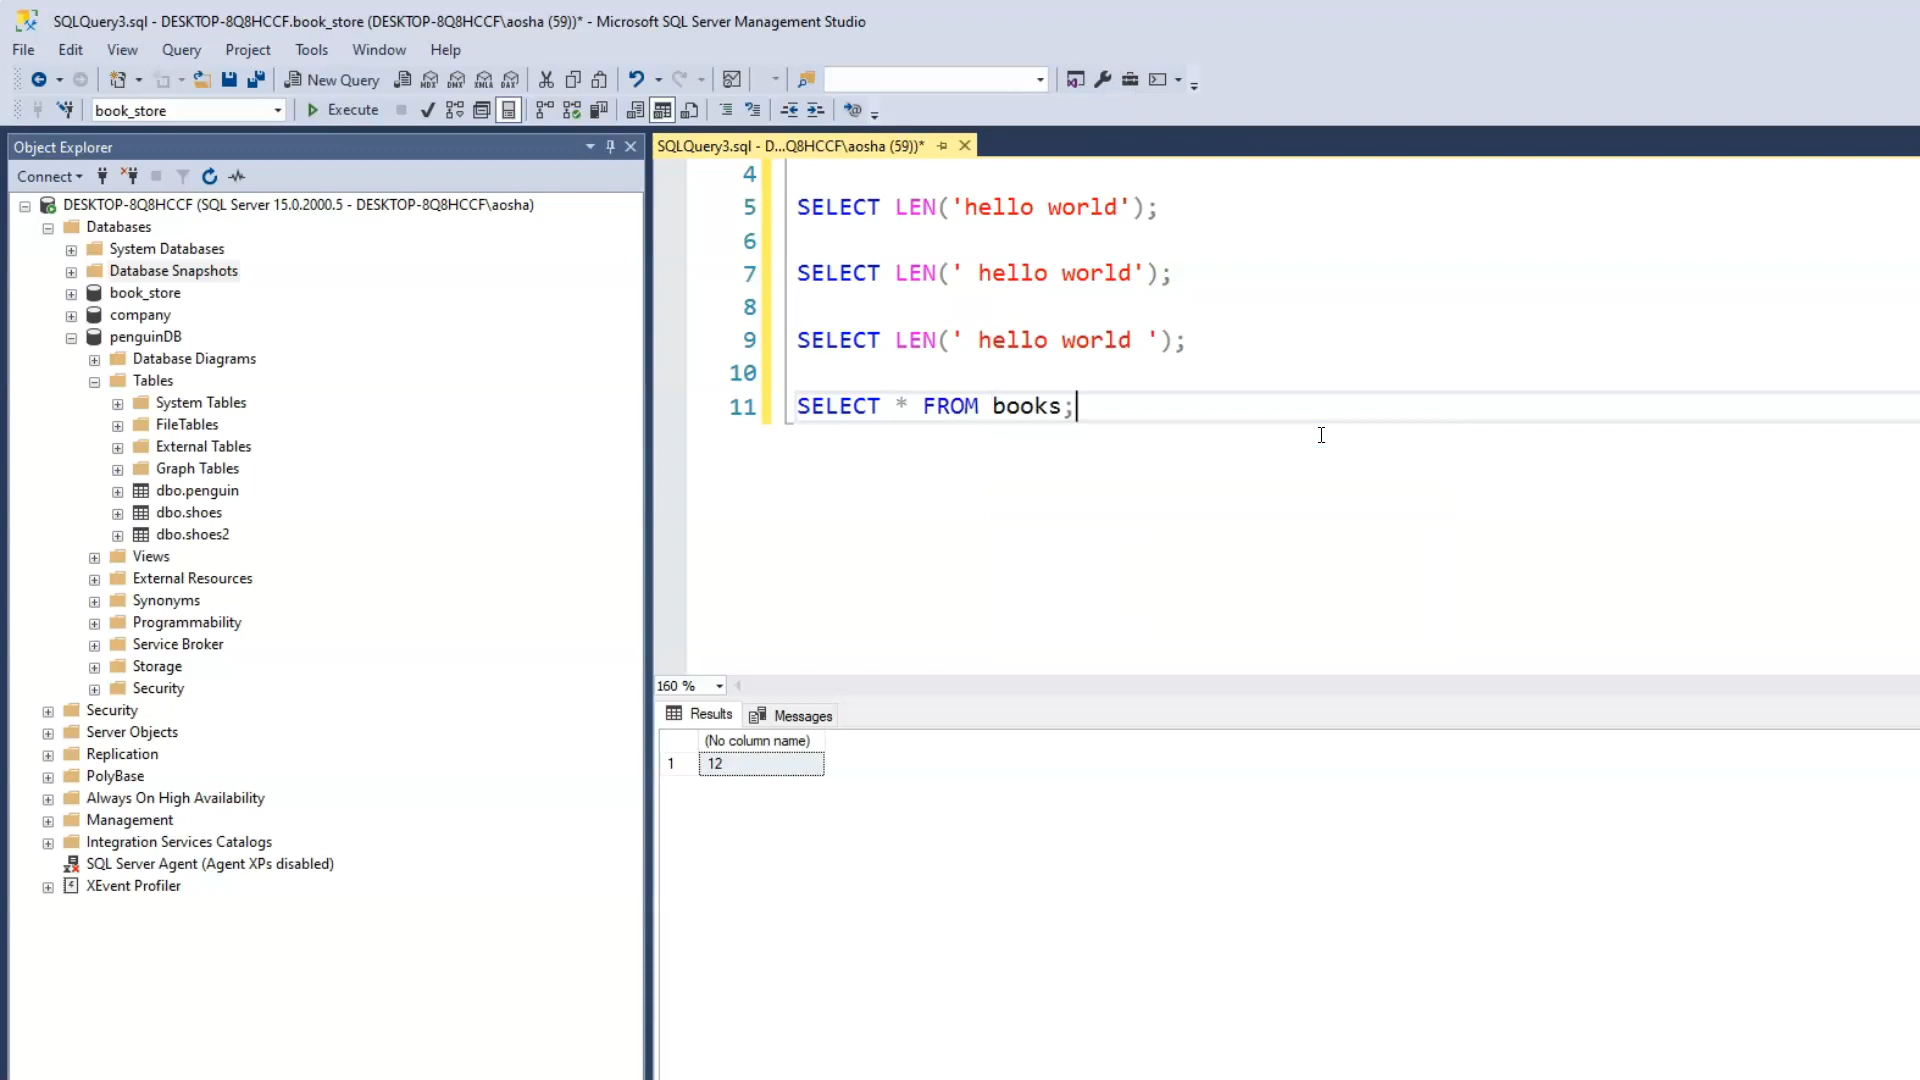 SQLQuery3.sql - DESKTOP-8Q8HCCF.book_store (DESKTOP-8Q8HCCF\aosha (59))* - Microsoft SQL Server Management Studio
File Edit View Query Project Tools Window Help
New Query MDX DMX XMLA DAX
book_store Execute
Object Explorer
SQLQuery3.sql - D...Q8HCCF\aosha (59))*
Connect
DESKTOP-8Q8HCCF (SQL Server 15.0.2000.5 - DESKTOP-8Q8HCCF\aosha)
Databases
System Databases
Database Snapshots
book_store
company
penguinDB
Database Diagrams
Tables
System Tables
FileTables
External Tables
Graph Tables
dbo.penguin
dbo.shoes
dbo.shoes2
Views
External Resources
Synonyms
Programmability
Service Broker
Storage
Security
Security
Server Objects
Replication
PolyBase
Always On High Availability
Management
Integration Services Catalogs
SQL Server Agent (Agent XPs disabled)
XEvent Profiler
4
5 SELECT LEN('hello world');
6
7 SELECT LEN(' hello world');
8
9 SELECT LEN(' hello world ');
10
11 SELECT * FROM books;
160 %
Results Messages
(No column name)
1 12